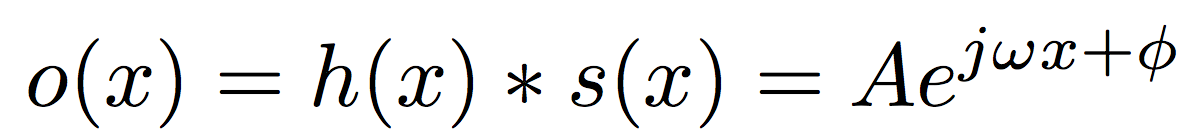 o(x) = h(x) * s(x) = Ae^{jωx+ϕ}